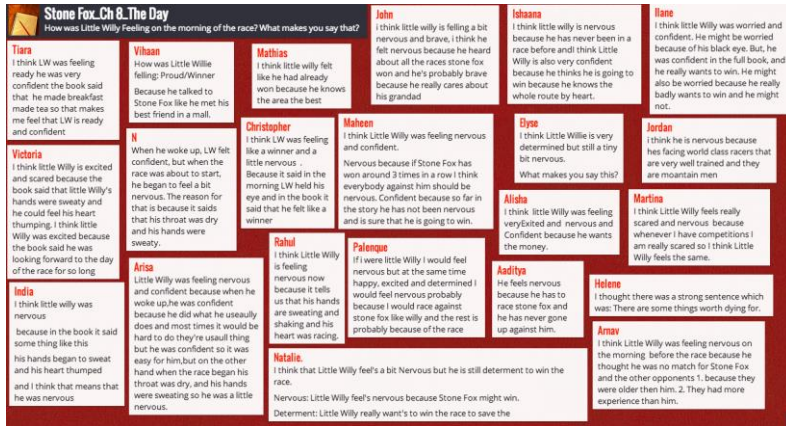 Stone Fox_Ch 8_The Day
How was Little Willy Feeling on the morning of the race? What makes you say that?
Tiara
I think LW was feeling
ready he was very
confident the book said
that he made breakfast
made tea so that makes
me feel that LW is ready
and confident
Vihaan
How was Little Willie
felling: Proud/Winner
Because he talked to
Stone Fox like he met his
best friend in a mall.
Mathias
I think little willy felt
like he had already
won because he knows
the area the best
John
i think little willy is felling a bit
nervous and brave, i think he
felt nervous because he heard
about all the races stone fox
won and he's probably brave
because he really cares about
his grandad
Ishaana
I think little willy is nervous
because he has never been in a
race before andI think Little
Willy is also very confident
because he thinks he is going to
win because he knows the
whole route by heart.
Ilane
I think Little Willy was worried and
confident. He might be worried
because of his black eye. But, he
was confident in the full book, and
he really wants to win. He might
also be worried because he really
badly wants to win and he might
not.
Victoria
I think little Willy is excited
and scared because the
book said that little Willy's
hands were sweaty and
he could feel his heart
thumping. I think little
Willy was excited because
the book said he was
looking forward to the day
of the race for so long
N
When he woke up, LW felt
confident, but when the
race was about to start,
he began to feel a bit
nervous. The reason for
that is because it saids
that his throat was dry
and his hands were
sweaty.
Christopher
I think LW was feeling
like a winner and a
little nervous .
Because it said in the
morning LW held his
eye and in the book it
said that he felt like a
winner
Maheen
I think Little Willy was feeling nervous
and confident.
Nervous because if Stone Fox has
won around 3 times in a row I think
everybody against him should be
nervous. Confident because so far in
the story he has not been nervous
and is sure that he is going to win.
Elyse
I think Little Willie is very
determined but still a tiny
bit nervous.
What makes you say this?
Jordan
i think he is nervous because
hes facing world class racers that
are very well trained and they
are moantain men
Alisha
I think little Willy was feeling
veryExited and nervous and
Confident because he wants
the money.
Martina
I think Little Willy feels really
scared and nervous because
whenever I have competitions I
am really scared so I think Little
Willy feels the same.
India
I think little willy was
nervous
because in the book it said
some thing like this
his hands began to sweat
and his heart thumped
and I think that means that
he was nervous
Arisa
Little Willy was feeling nervous
and confident because when he
woke up,he was confident
because he did what he useaully
does and most times it would be
hard to do they're usaull thing
but he was confident so it was
easy for him,but on the other
hand when the race began his
throat was dry, and his hands
were sweating so he was a little
nervous.
Rahul
I think Little Willy
is feeling
nervous now
because it tells
us that his hands
are sweating and
shaking and his
heart was racing.
Palenque
If i were little Willy I would feel
nervous but at the same time
happy, excited and determined I
would feel nervous probably
because I would race against
stone fox like willy and the rest is
probably because of the race
Aaditya
He feels nervous
because he has to
race stone fox and
he has never gone
up against him.
Helene
I thought there was a strong sentence which
was: There are some things worth dying for.
Natalie.
I think that Little Willy feel's a bit Nervous but he is still determent to win the
race.
Nervous: Little Willy feel's nervous because Stone Fox might win.
Determent: Little Willy really want's to win the race to save the
Arnav
I think Little Willy was feeling nervous on
the morning before the race because he
thought he was no match for Stone Fox
and the other opponents 1. because they
were older then him. 2. They had more
experience than him.